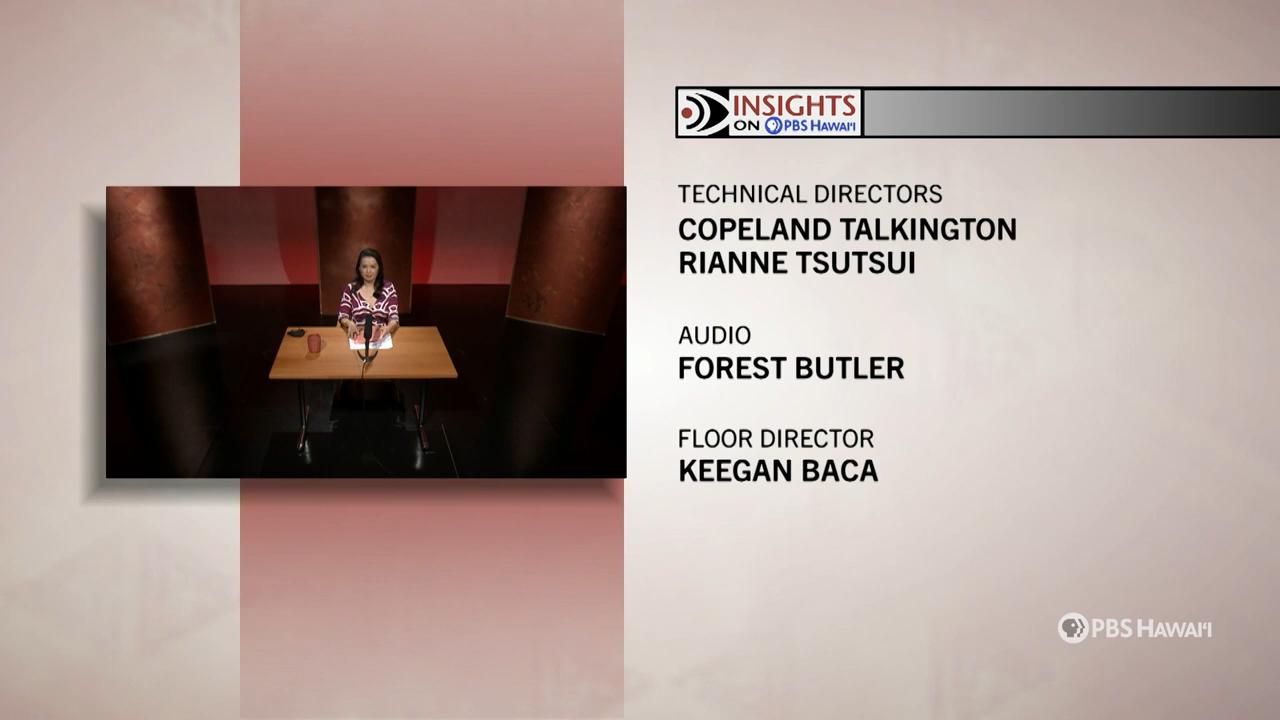 INSIGHTS
ON PBS HAWAIʻI
TECHNICAL DIRECTORS
COPELAND TALKINGTON
RIANNE TSUTSUI
AUDIO
FOREST BUTLER
FLOOR DIRECTOR
KEEGAN BACA
PBS HAWAIʻI